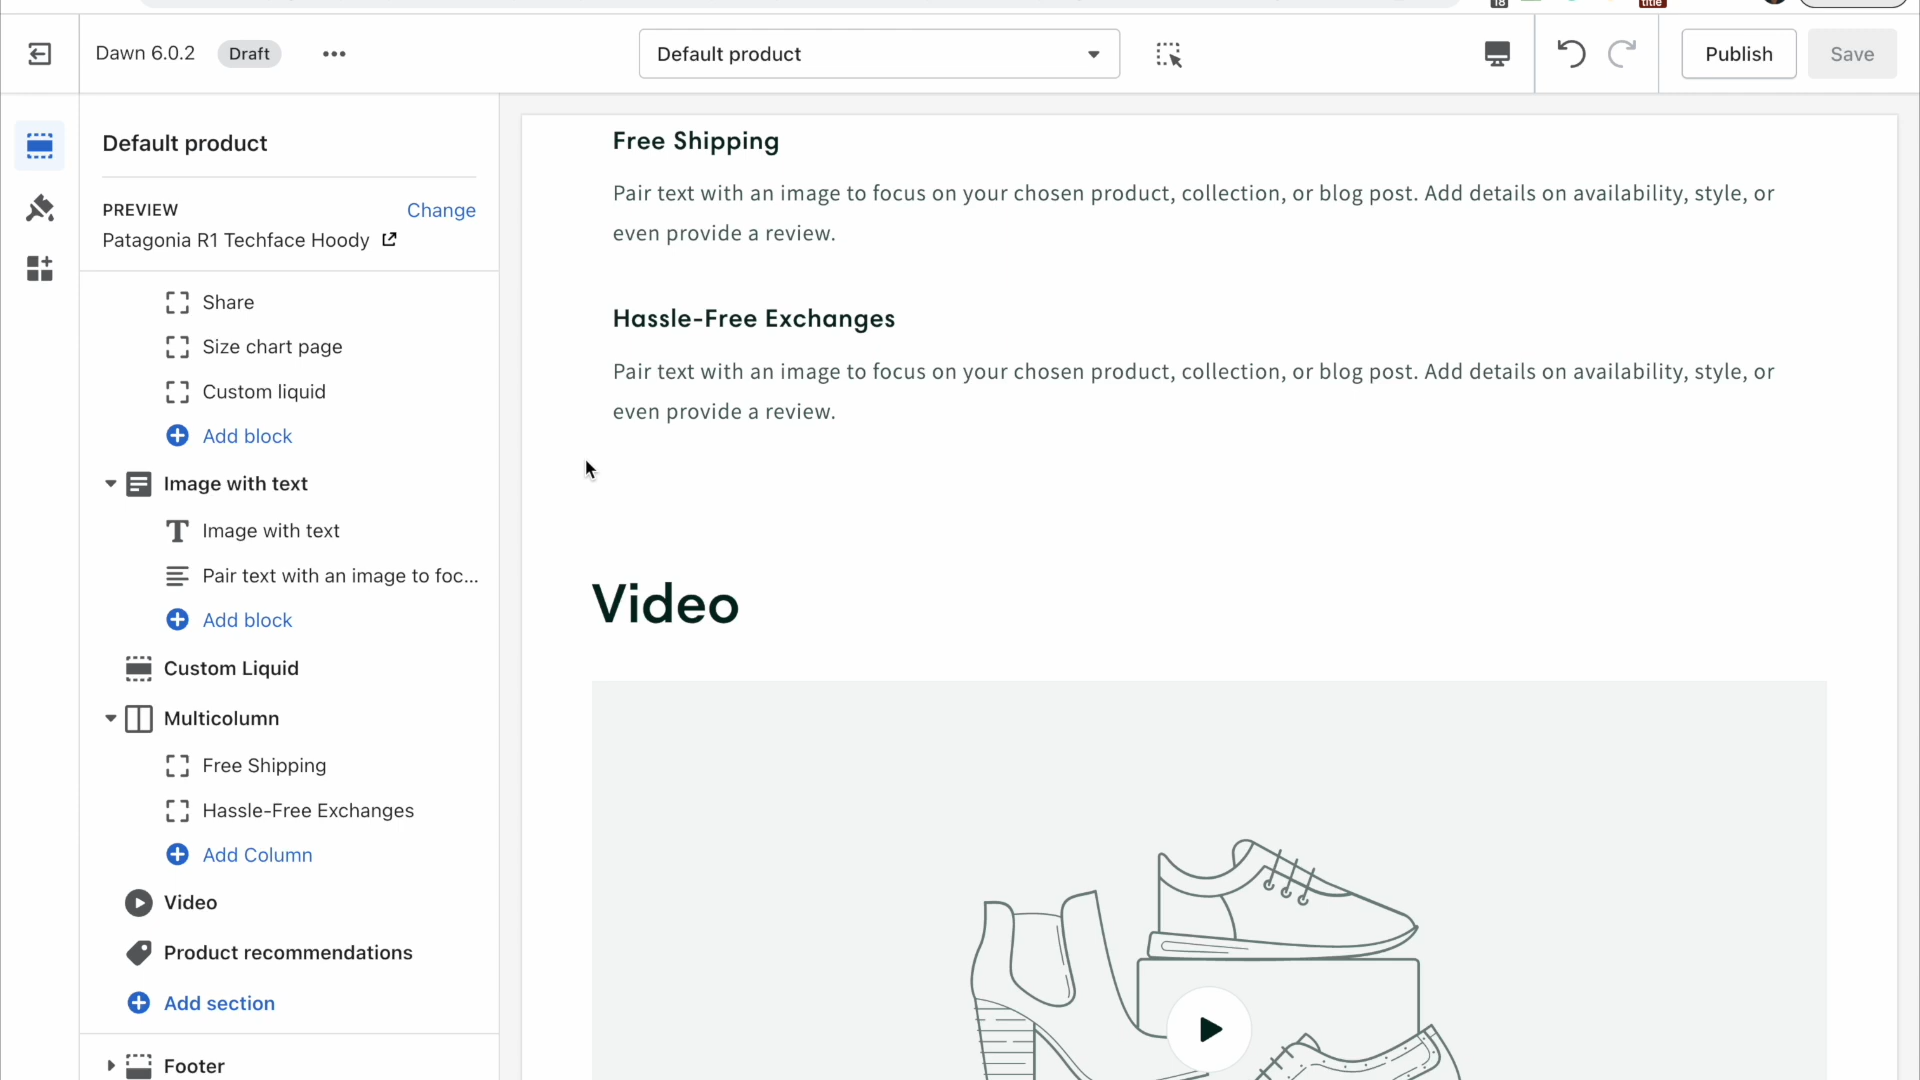 18
title
Dawn 6.0.2
Draft
Default product
Publish
Save
Default product
PREVIEW
Change
Patagonia R1 Techface Hoody
Share
Size chart page
Custom liquid
Add block
Image with text
Image with text
Pair text with an image to foc...
Add block
Custom Liquid
Multicolumn
Free Shipping
Hassle-Free Exchanges
Add Column
Video
Product recommendations
Add section
Footer
Free Shipping
Pair text with an image to focus on your chosen product, collection, or blog post. Add details on availability, style, or
even provide a review.
Hassle-Free Exchanges
Pair text with an image to focus on your chosen product, collection, or blog post. Add details on availability, style, or
even provide a review.
Video